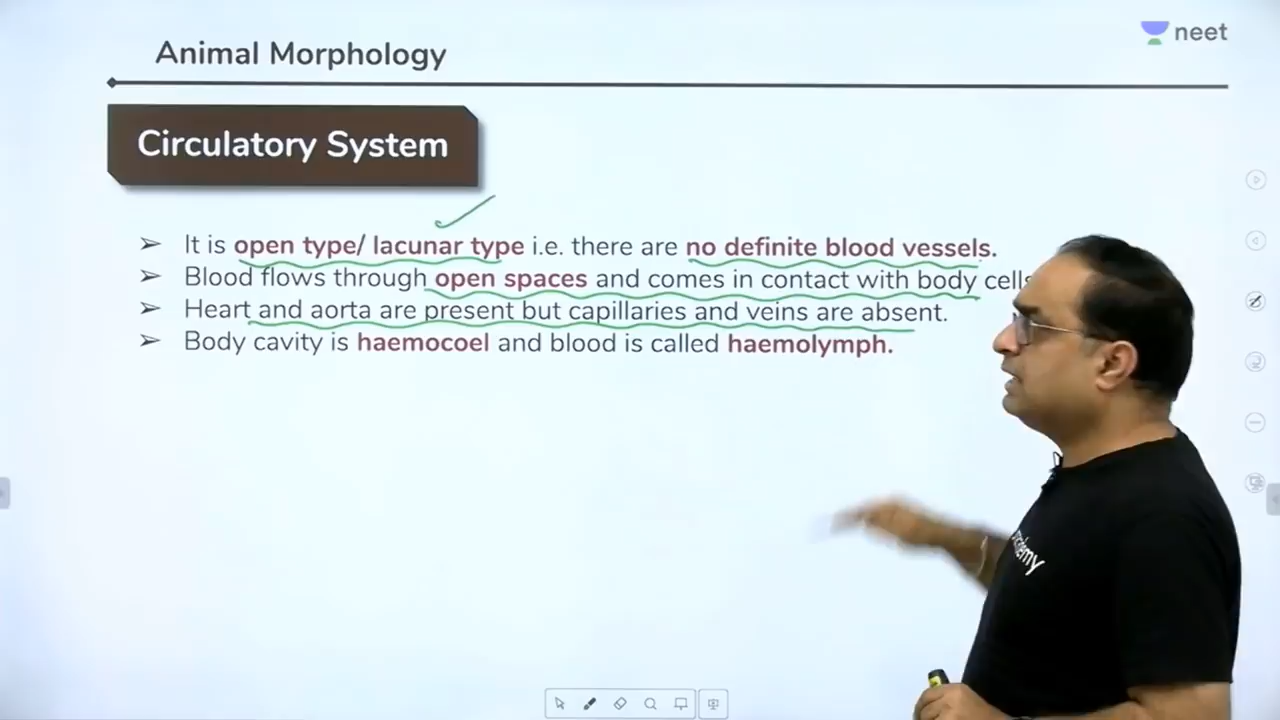 neet
Animal Morphology
Circulatory System
➢ It is open type/ lacunar type i.e. there are no definite blood vessels.
➢ Blood flows through open spaces and comes in contact with body cells
➢ Heart and aorta are present but capillaries and veins are absent.
➢ Body cavity is haemocoel and blood is called haemolymph.